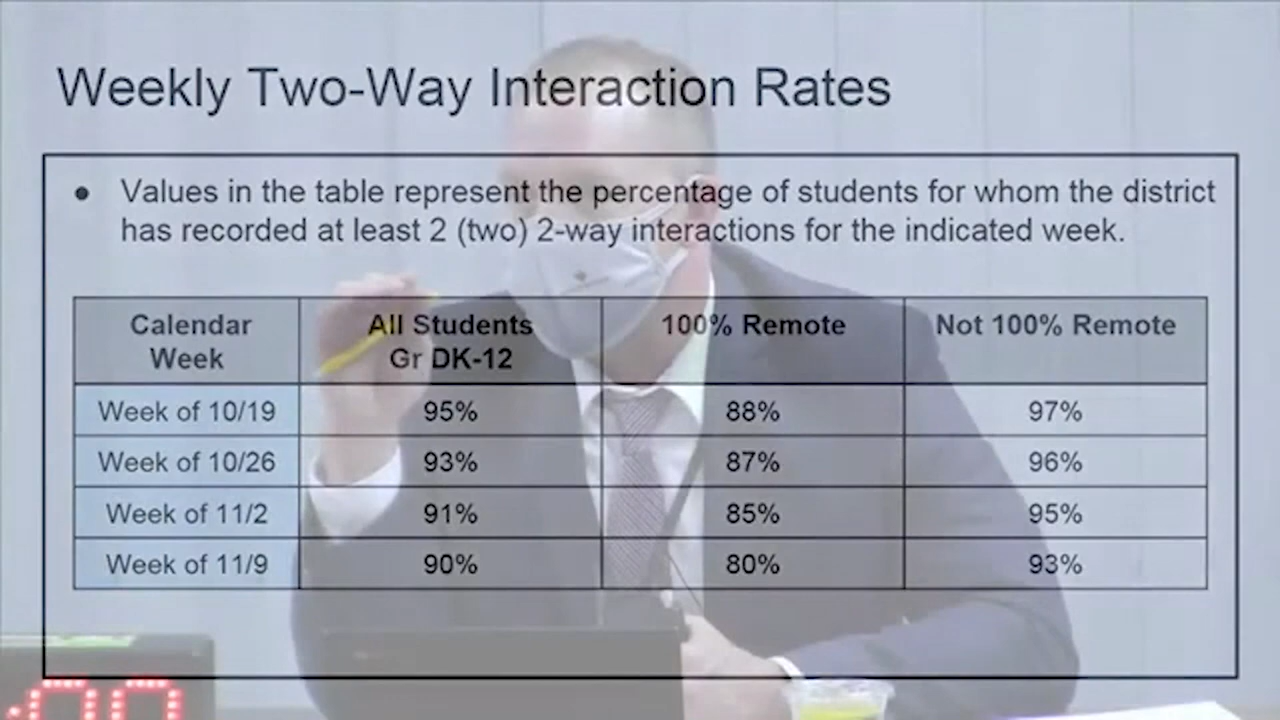 Weekly Two-Way Interaction Rates
● Values in the table represent the percentage of students for whom the district
has recorded at least 2 (two) 2-way interactions for the indicated week.
Calendar Week All Students Gr DK-12 100% Remote Not 100% Remote
Week of 10/19 95% 88% 97%
Week of 10/26 93% 87% 96%
Week of 11/2 91% 85% 95%
Week of 11/9 90% 80% 93%
:00